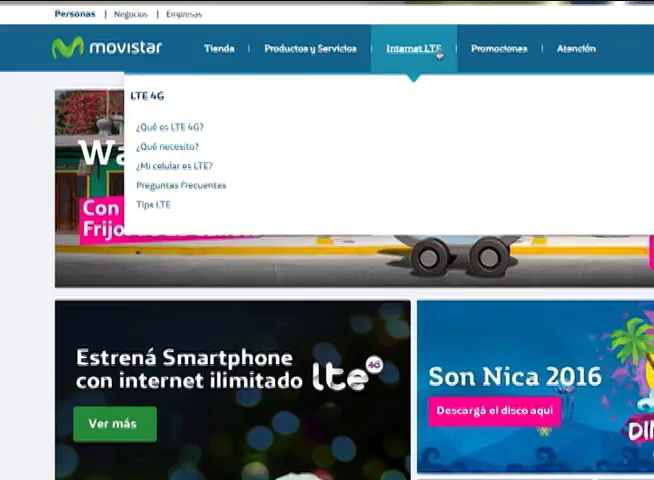 Personas | Negocios | Empresas
movistar
Tienda | Productos y Servicios | Internet LTE | Promociones | Atención
LTE 4G
¿Qué es LTE 4G?
¿Qué necesito?
¿Mi celular es LTE?
Preguntas Frecuentes
Tips LTE
Wa
Con
Frijo
Estrená Smartphone
con internet ilimitado lte 4G
Ver más
Son Nica 2016
Descargá el disco aquí
DI